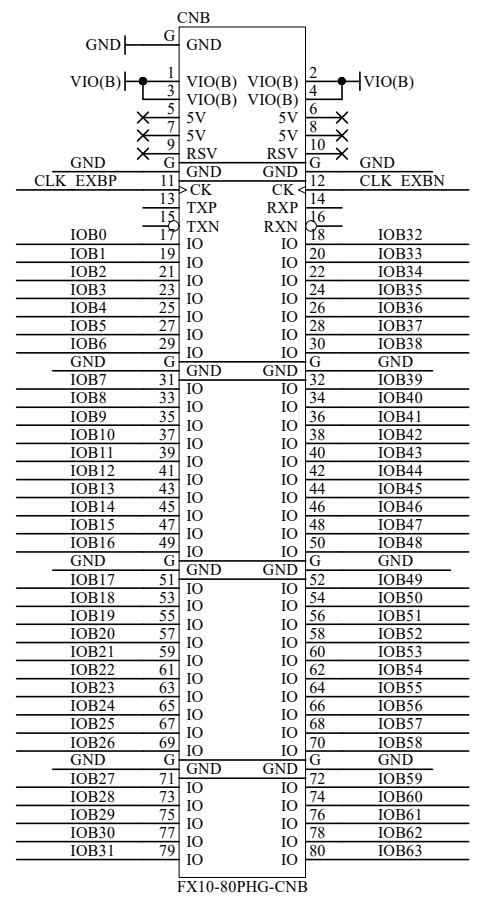 CNB
GND G GND
VIO(B) 1 VIO(B) VIO(B) 2 VIO(B)
3 VIO(B) VIO(B) 4
5 5V 5V 6
7 5V 5V 8
9 RSV RSV 10
GND G GND GND G GND
CLK_EXBP 11 CK CK 12 CLK_EXBN
13 TXP RXP 14
15 TXN RXN 16
IOB0 17 IO IO 18 IOB32
IOB1 19 IO IO 20 IOB33
IOB2 21 IO IO 22 IOB34
IOB3 23 IO IO 24 IOB35
IOB4 25 IO IO 26 IOB36
IOB5 27 IO IO 28 IOB37
IOB6 29 IO IO 30 IOB38
GND G GND GND G GND
IOB7 31 IO IO 32 IOB39
IOB8 33 IO IO 34 IOB40
IOB9 35 IO IO 36 IOB41
IOB10 37 IO IO 38 IOB42
IOB11 39 IO IO 40 IOB43
IOB12 41 IO IO 42 IOB44
IOB13 43 IO IO 44 IOB45
IOB14 45 IO IO 46 IOB46
IOB15 47 IO IO 48 IOB47
IOB16 49 IO IO 50 IOB48
GND G GND GND G GND
IOB17 51 IO IO 52 IOB49
IOB18 53 IO IO 54 IOB50
IOB19 55 IO IO 56 IOB51
IOB20 57 IO IO 58 IOB52
IOB21 59 IO IO 60 IOB53
IOB22 61 IO IO 62 IOB54
IOB23 63 IO IO 64 IOB55
IOB24 65 IO IO 66 IOB56
IOB25 67 IO IO 68 IOB57
IOB26 69 IO IO 70 IOB58
GND G GND GND G GND
IOB27 71 IO IO 72 IOB59
IOB28 73 IO IO 74 IOB60
IOB29 75 IO IO 76 IOB61
IOB30 77 IO IO 78 IOB62
IOB31 79 IO IO 80 IOB63
FX10-80PHG-CNB